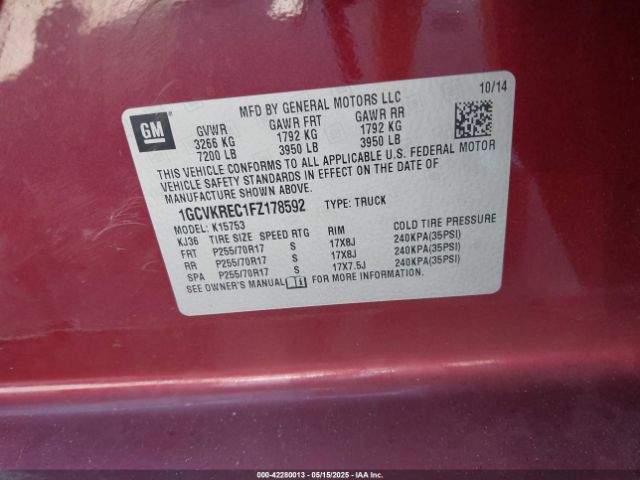 MFD BY GENERAL MOTORS LLC 10/14
GM
GVWR GAWR FRT GAWR RR
3266 KG 1792 KG 1792 KG
7200 LB 3950 LB 3950 LB
THIS VEHICLE CONFORMS TO ALL APPLICABLE U.S. FEDERAL MOTOR
VEHICLE SAFETY STANDARDS IN EFFECT ON THE DATE OF
MANUFACTURE SHOWN ABOVE.
1GCVKREC1FZ178592 TYPE: TRUCK
MODEL: K15753
KJ36 TIRE SIZE SPEED RTG RIM COLD TIRE PRESSURE
FRT P255/70R17 S 17X8J 240KPA(35PSI)
RR P255/70R17 S 17X8J 240KPA(35PSI)
SPA P255/70R17 S 17X7.5J 240KPA(35PSI)
SEE OWNER'S MANUAL FOR MORE INFORMATION.
000-42280013 - 05/15/2025 - IAAI.COM